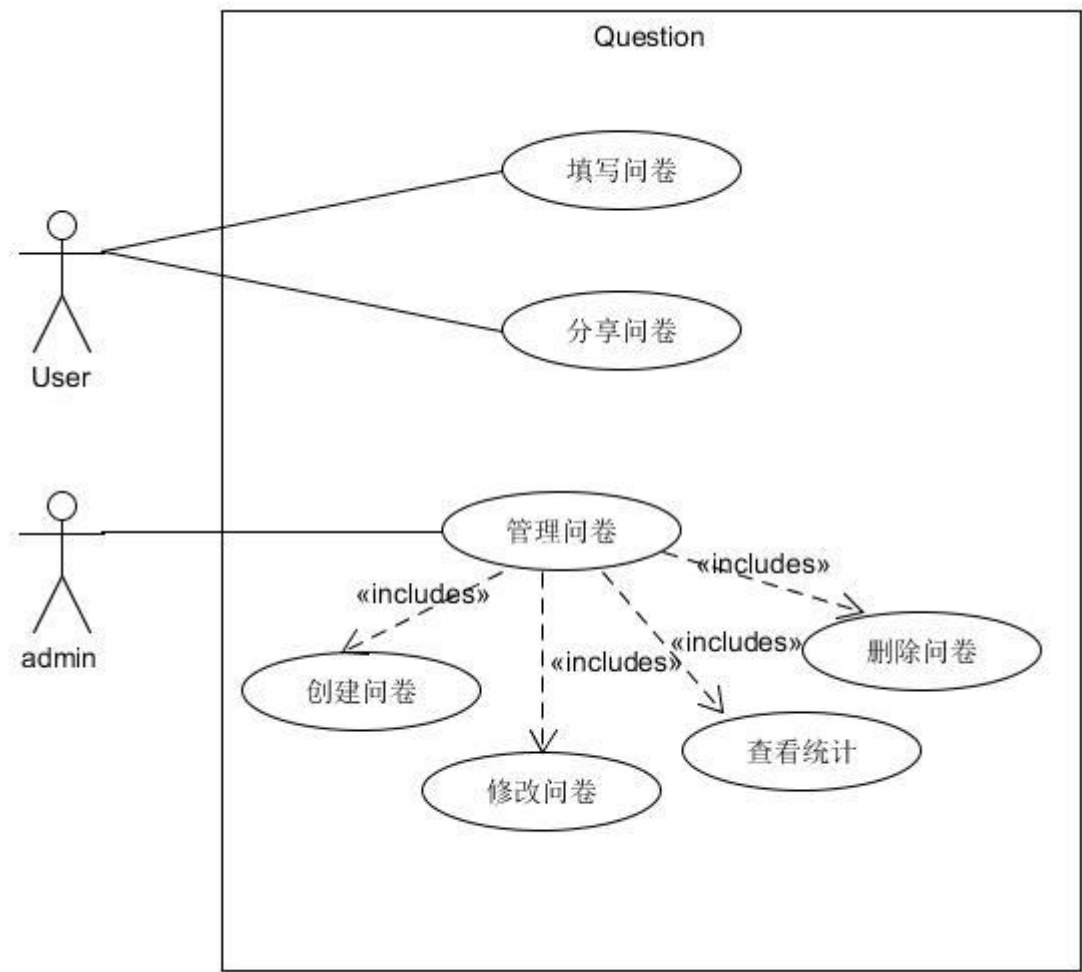 Question
填写问卷
分享问卷
User
管理问卷
«includes»
«includes»
«includes»
«includes»
admin
创建问卷
删除问卷
修改问卷
查看统计